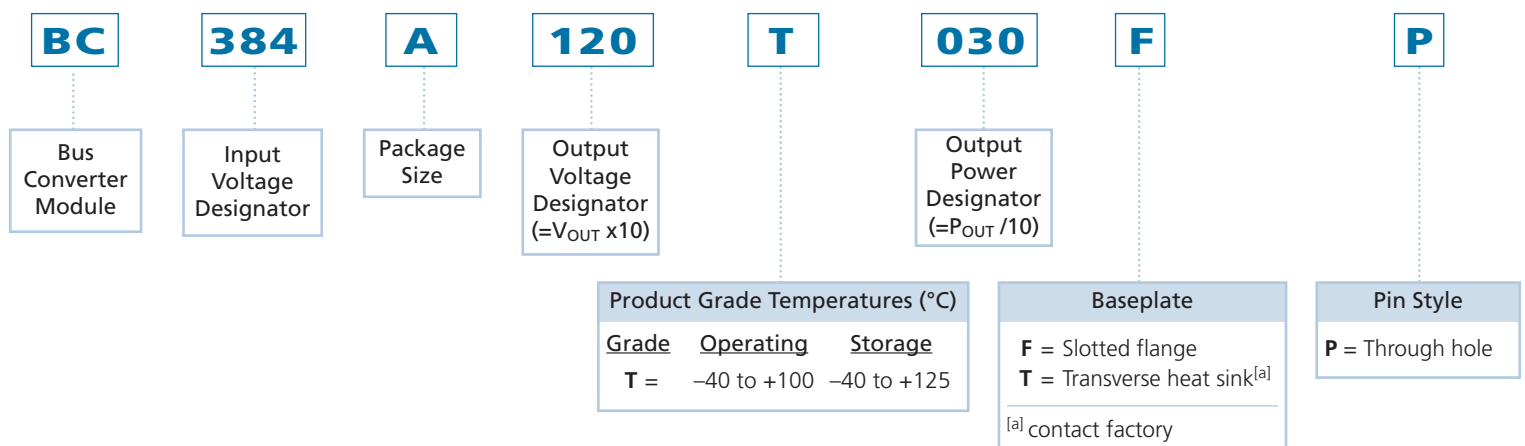 BC 384 A 120 T 030 F P
Bus
Converter
Module
Input
Voltage
Designator
Package
Size
Output
Voltage
Designator
(=VOUT x10)
Output
Power
Designator
(=POUT /10)
Product Grade Temperatures (°C)
Grade Operating Storage
T = –40 to +100 –40 to +125
Baseplate
F = Slotted flange
T = Transverse heat sink[a]
[a] contact factory
Pin Style
P = Through hole